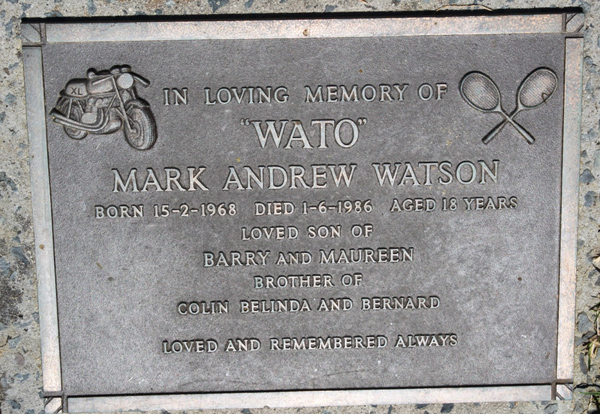 XL
IN LOVING MEMORY OF
"WATO"
MARK ANDREW WATSON
BORN 15-2-1968 DIED 1-6-1986 AGED 18 YEARS
LOVED SON OF
BARRY AND MAUREEN
BROTHER OF
COLIN BELINDA AND BERNARD
LOVED AND REMEMBERED ALWAYS